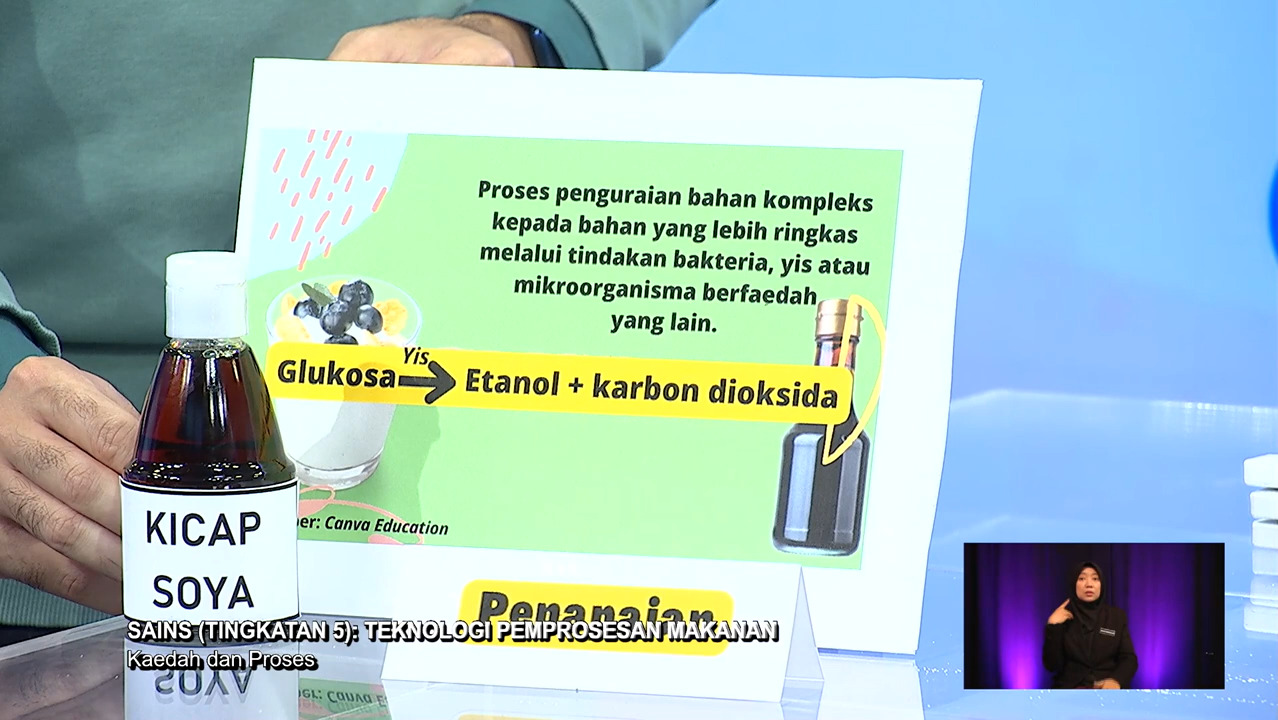 Proses penguraian bahan kompleks
kepada bahan yang lebih ringkas
melalui tindakan bakteria, yis atau
mikroorganisma berfaedah
yang lain.
Yis
Glukosa → Etanol + karbon dioksida
Canva Education
KICAP
SOYA
Penapaian
SAINS (TINGKATAN 5): TEKNOLOGI PEMPROSESAN MAKANAN
Kaedah dan Proses